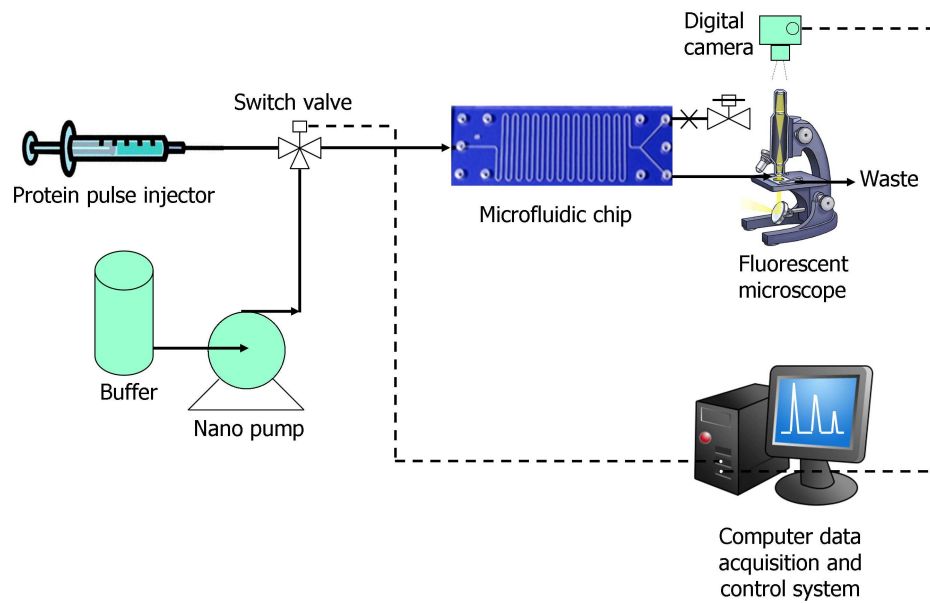 Digital
camera
Switch valve
Protein pulse injector
Microfluidic chip
Waste
Fluorescent
microscope
Buffer
Nano pump
Computer data
acquisition and
control system